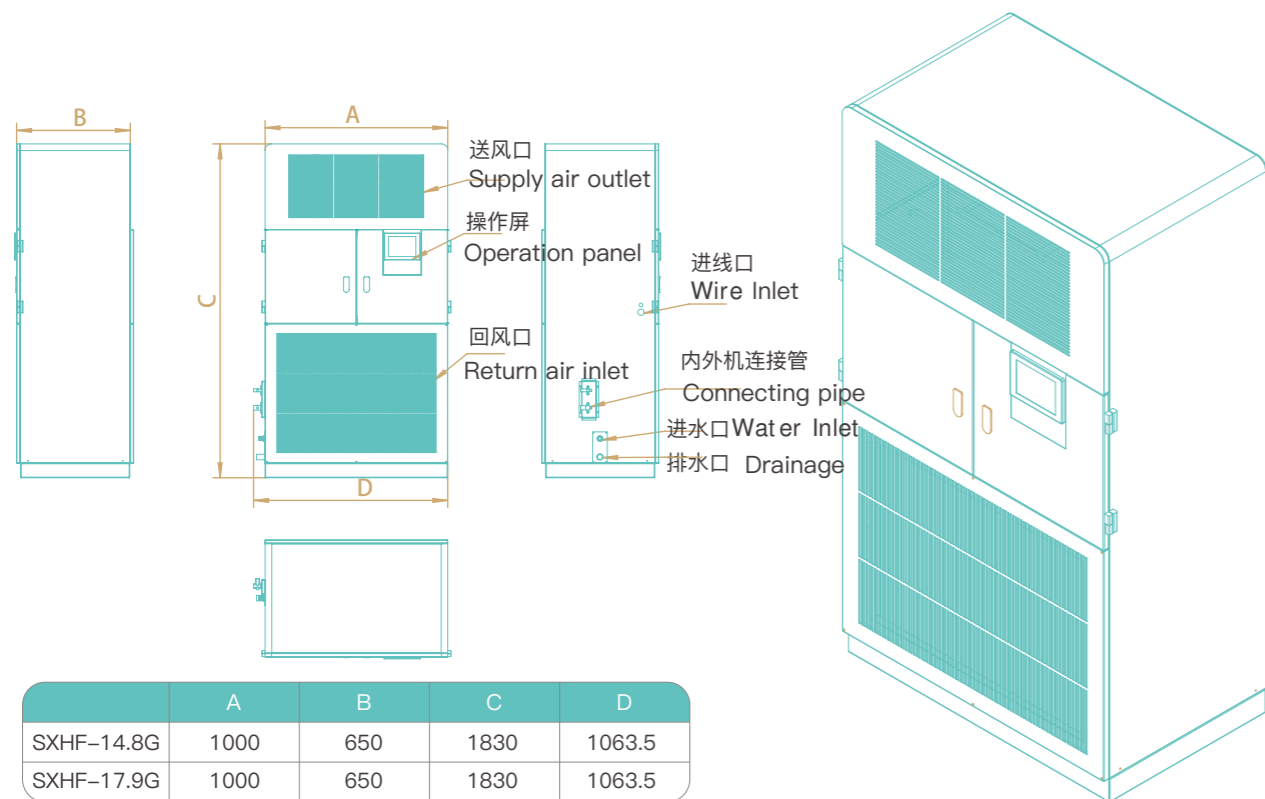 B
A
C
D
送风口
Supply air outlet
操作屏
Operation panel
回风口
Return air inlet
进线口
Wire Inlet
内外机连接管
Connecting pipe
进水口Water Inlet
排水口 Drainage
A B C D
SXHF-14.8G 1000 650 1830 1063.5
SXHF-17.9G 1000 650 1830 1063.5